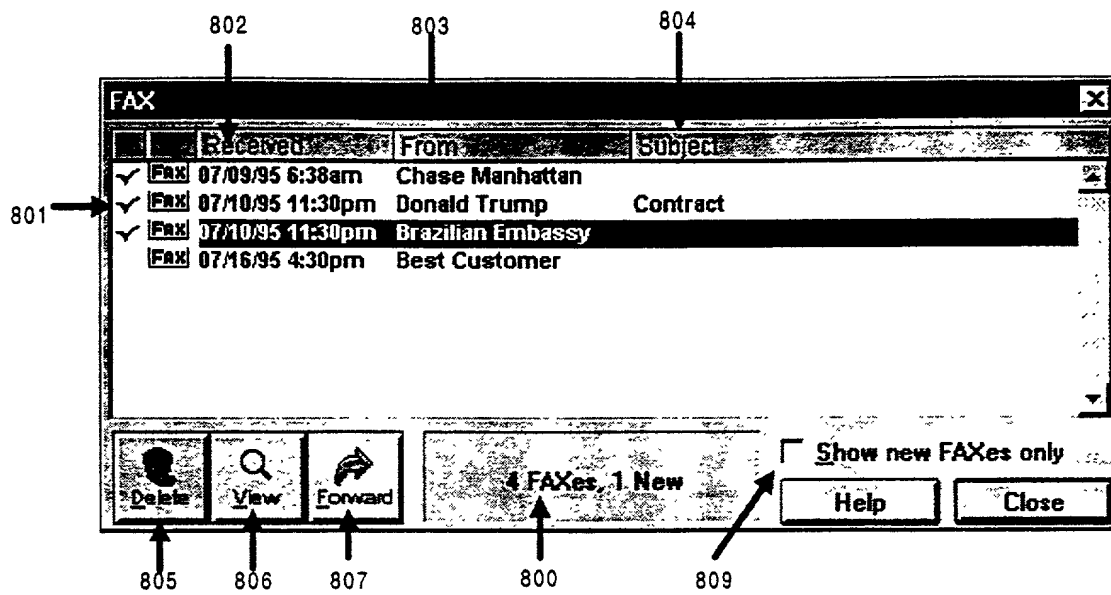 802 803 804
FAX
Received From Subject
FAX 07/09/95 6:38am Chase Manhattan
801
FAX 07/10/95 11:30pm Donald Trump Contract
FAX 07/10/95 11:30pm Brazilian Embassy
FAX 07/16/95 4:30pm Best Customer
Delete View Forward
4 FAXes, 1 New
Show new FAXes only
Help Close
805 806 807 800 809